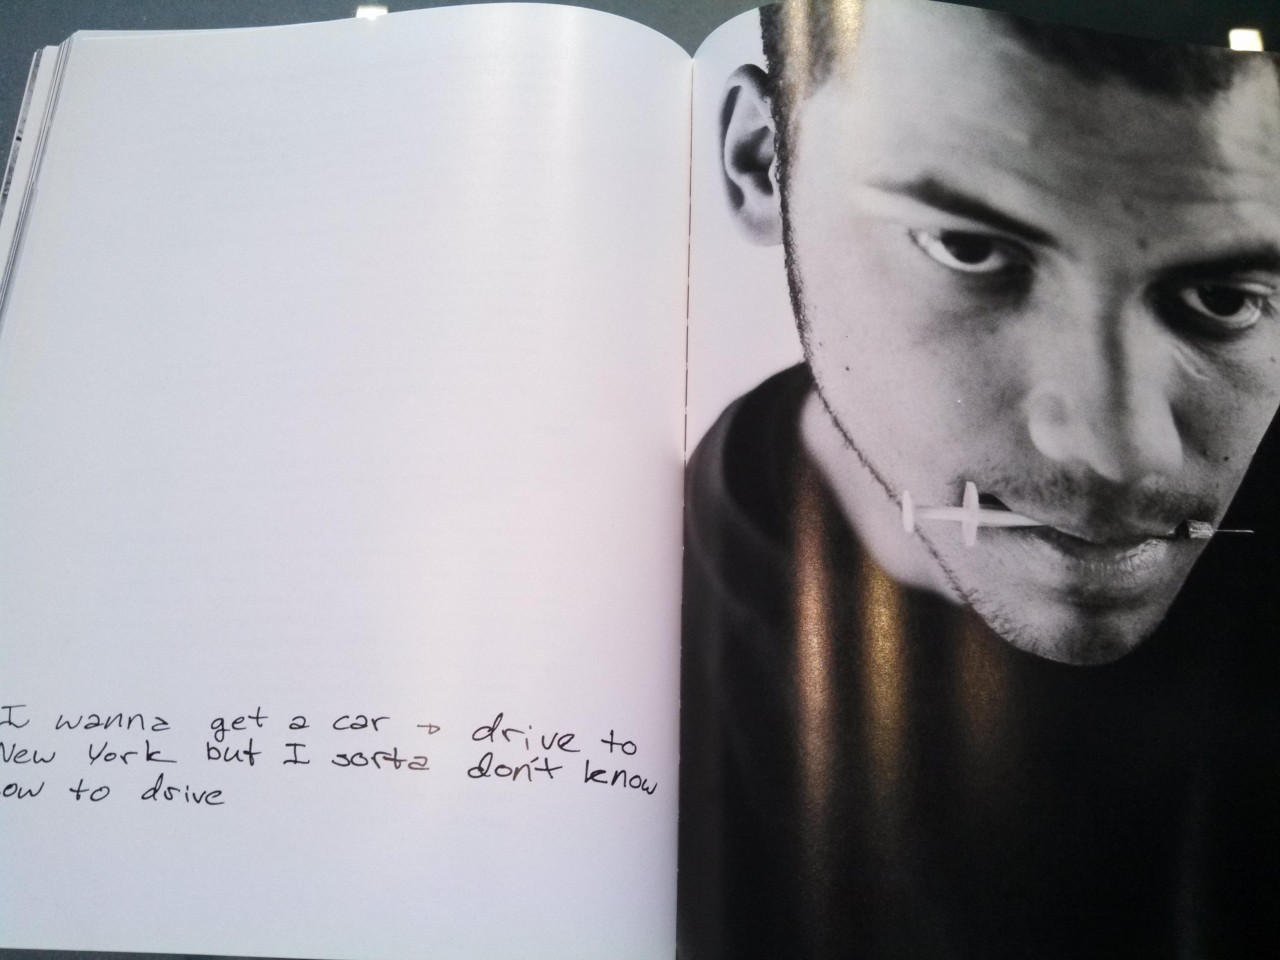 I wanna get a car → drive to
New York but I sorta don't know
ow to drive